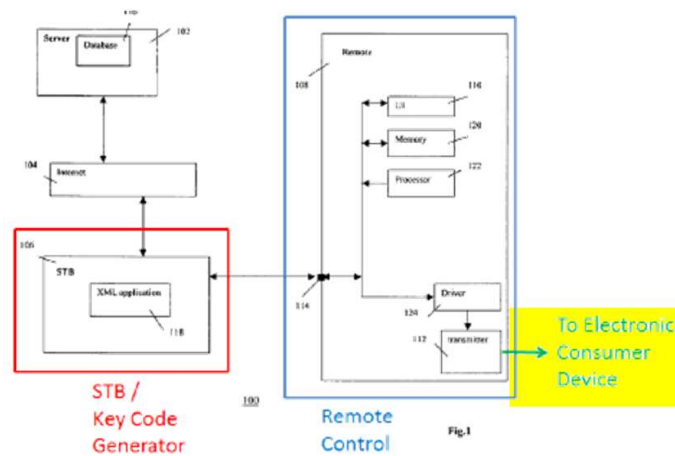 Server
Database
102
Remote
108
UI
116
Memory
120
104
Internet
Processor
122
106
STB
XML application
118
114
Driver
124
112
transmitter
To Electronic
Consumer
Device
STB /
Key Code
Generator
100
Remote
Control
Fig.1